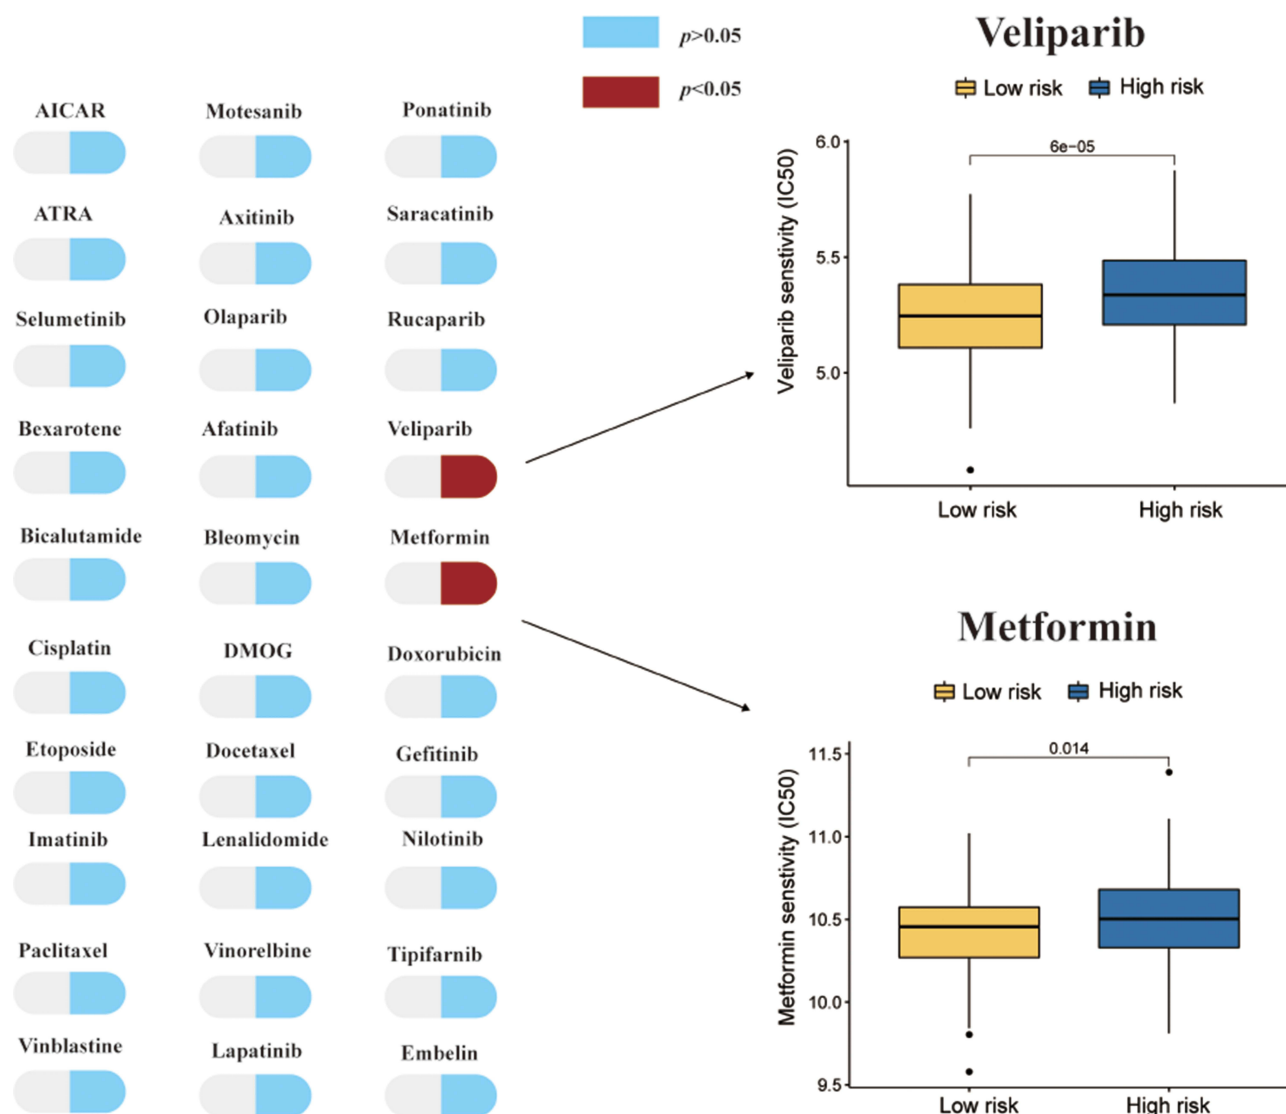 p>0.05
p<0.05
AICAR Motesanib Ponatinib
ATRA Axitinib Saracatinib
Selumetinib Olaparib Rucaparib
Bexarotene Afatinib Veliparib
Bicalutamide Bleomycin Metformin
Cisplatin DMOG Doxorubicin
Etoposide Docetaxel Gefitinib
Imatinib Lenalidomide Nilotinib
Paclitaxel Vinorelbine Tipifarnib
Vinblastine Lapatinib Embelin
Veliparib
Low risk High risk
Veliparib senstivity (IC50)
6.0
5.5
5.0
6e−05
Low risk High risk
Metformin
Low risk High risk
Metformin senstivity (IC50)
11.5
11.0
10.5
10.0
9.5
0.014
Low risk High risk